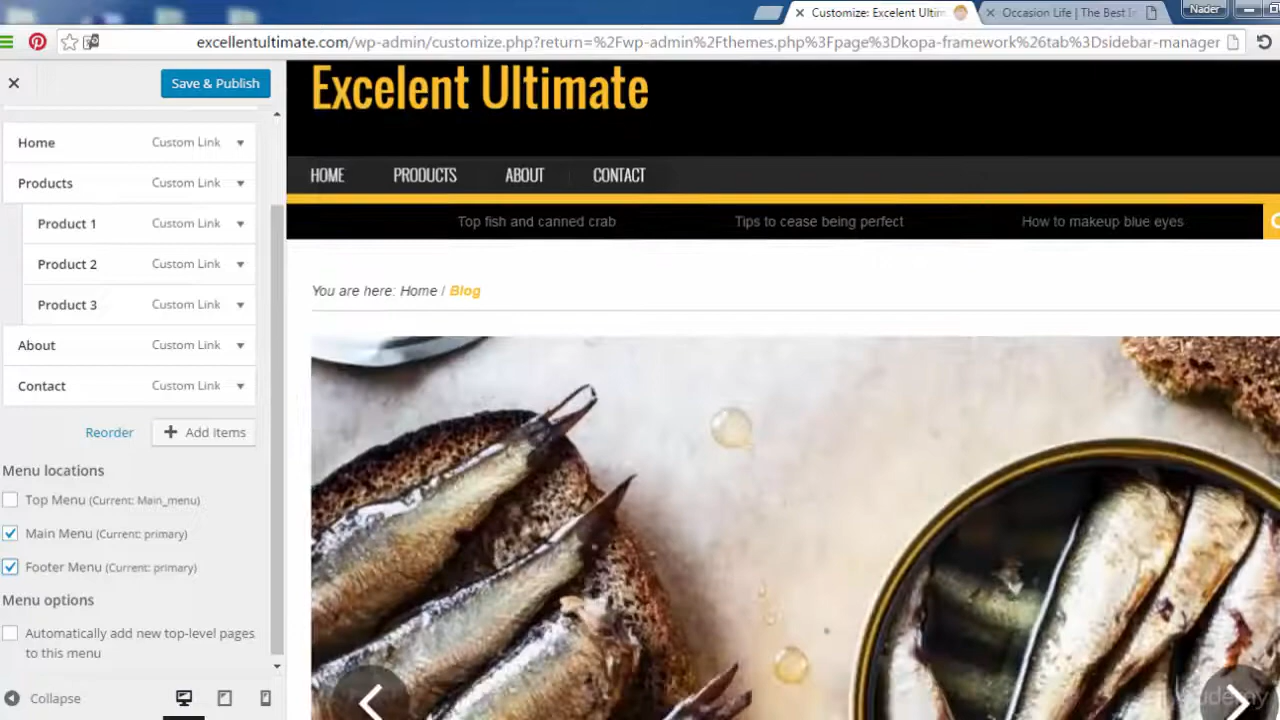 Customize: Excelent Ultim
Occasion Life | The Best I
Nader
excellentultimate.com/wp-admin/customize.php?return=%2Fwp-admin%2Fthemes.php%3Fpage%3Dkopa-framework%26tab%3Dsidebar-manager
Save & Publish
Excelent Ultimate
Home Custom Link
Products Custom Link
Product 1 Custom Link
Product 2 Custom Link
Product 3 Custom Link
About Custom Link
Contact Custom Link
Reorder + Add Items
Menu locations
Top Menu (Current: Main_menu)
Main Menu (Current: primary)
Footer Menu (Current: primary)
Menu options
Automatically add new top-level pages
to this menu
Collapse
HOME PRODUCTS ABOUT CONTACT
Top fish and canned crab Tips to cease being perfect How to makeup blue eyes
You are here: Home / Blog
udemy